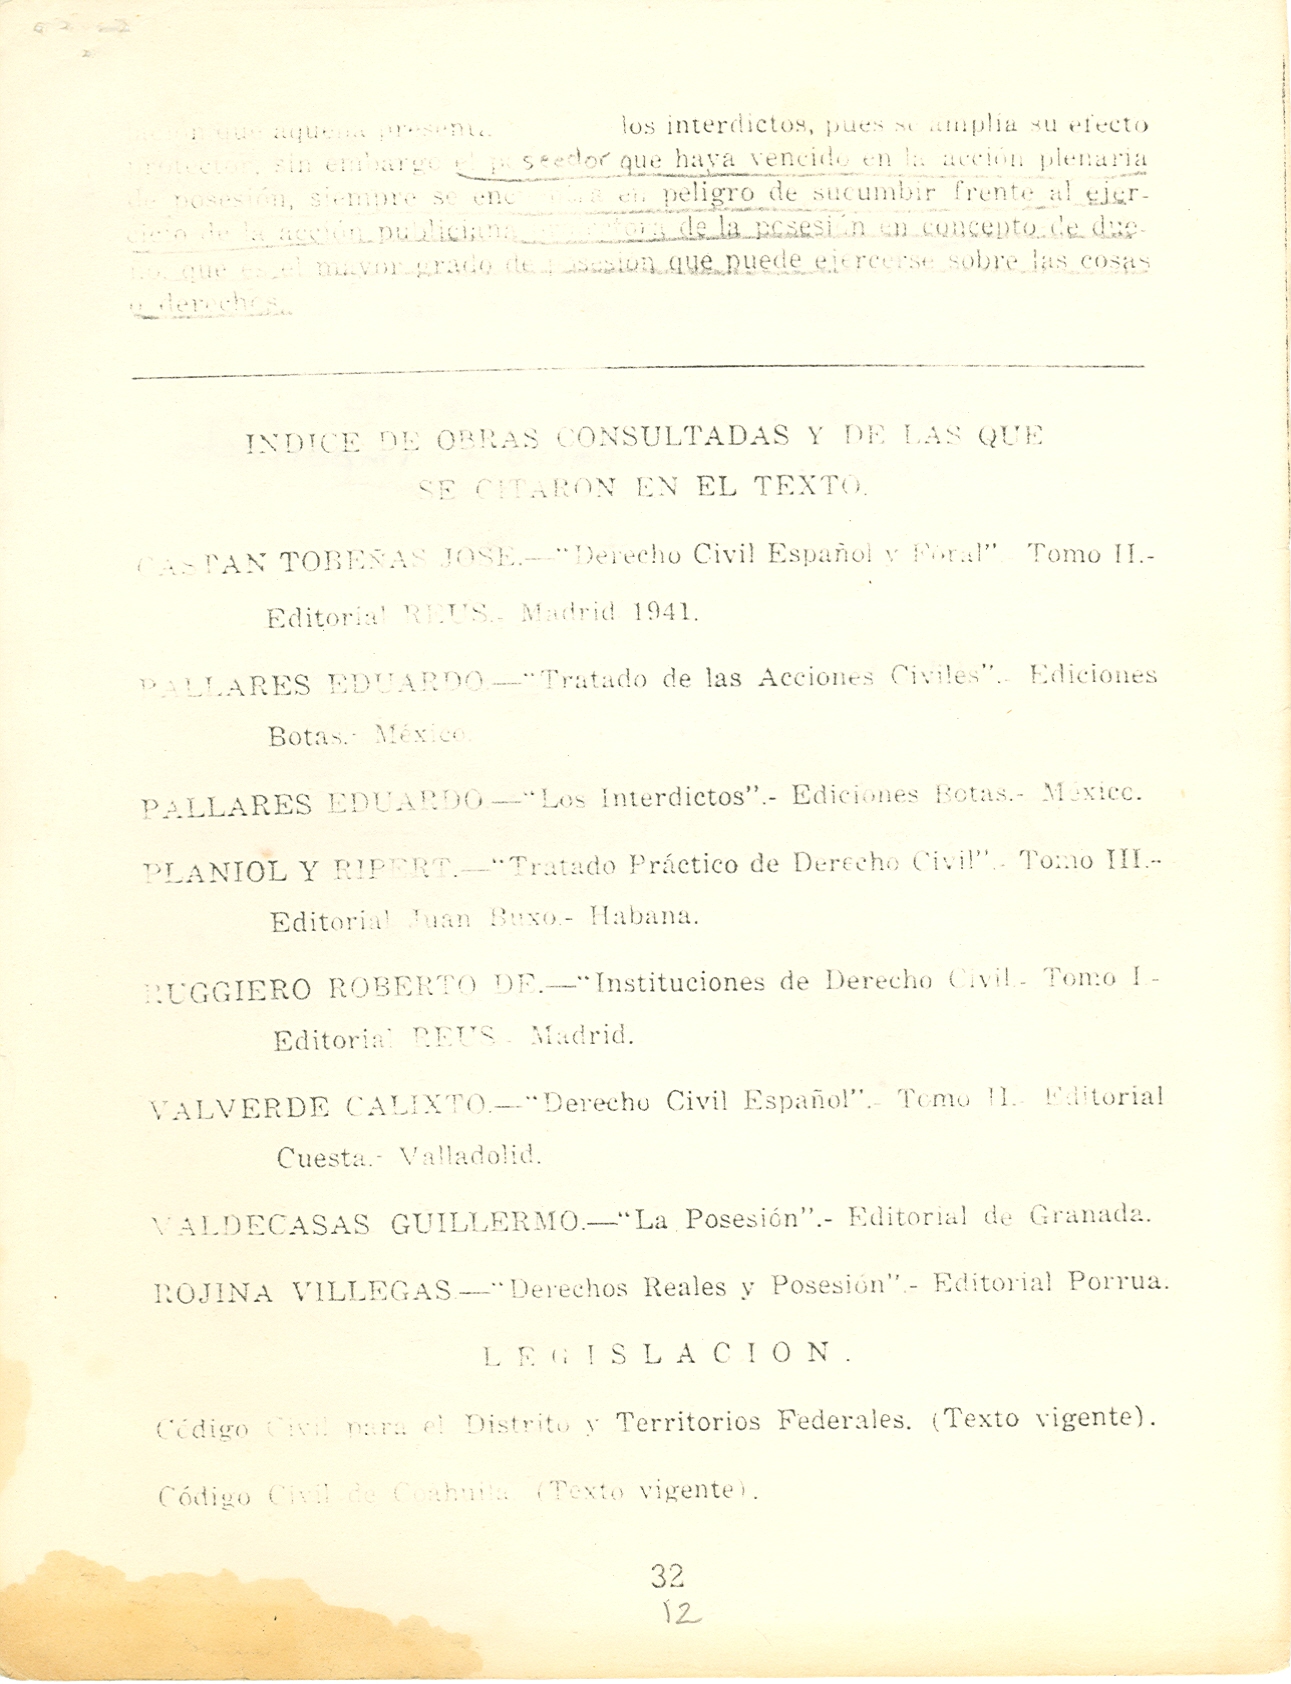 que aquella presenta los interdictos, pues se amplia su efecto
protector, sin embargo el poseedor que haya vencido en la acción plenaria
de posesión, siempre se encontrará en peligro de sucumbir frente al ejer-
cicio de la acción publiciana, de la posesión en concepto de due-
ño, que es el mayor grado de posesión que puede ejercerse sobre las cosas
o derechos.
INDICE DE OBRAS CONSULTADAS Y DE LAS QUE
SE CITARON EN EL TEXTO.
CASTAN TOBEÑAS JOSE.—"Derecho Civil Español y Foral".- Tomo II.-
Editorial REUS.- Madrid 1941.
PALLARES EDUARDO.—"Tratado de las Acciones Civiles".- Ediciones
Botas.- México.
PALLARES EDUARDO.—"Los Interdictos".- Ediciones Botas.- México.
PLANIOL Y RIPERT.—"Tratado Práctico de Derecho Civil".- Tomo III.-
Editorial Juan Buxo.- Habana.
RUGGIERO ROBERTO DE.—"Instituciones de Derecho Civil.- Tomo I.-
Editorial REUS.- Madrid.
VALVERDE CALIXTO.—"Derecho Civil Español".- Tomo II.- Editorial
Cuesta.- Valladolid.
VALDECASAS GUILLERMO.—"La Posesión".- Editorial de Granada.
ROJINA VILLEGAS.—"Derechos Reales y Posesión".- Editorial Porrua.
LEGISLACION.
Código Civil para el Distrito y Territorios Federales. (Texto vigente).
Código Civil de Coahuila. (Texto vigente).
32
12